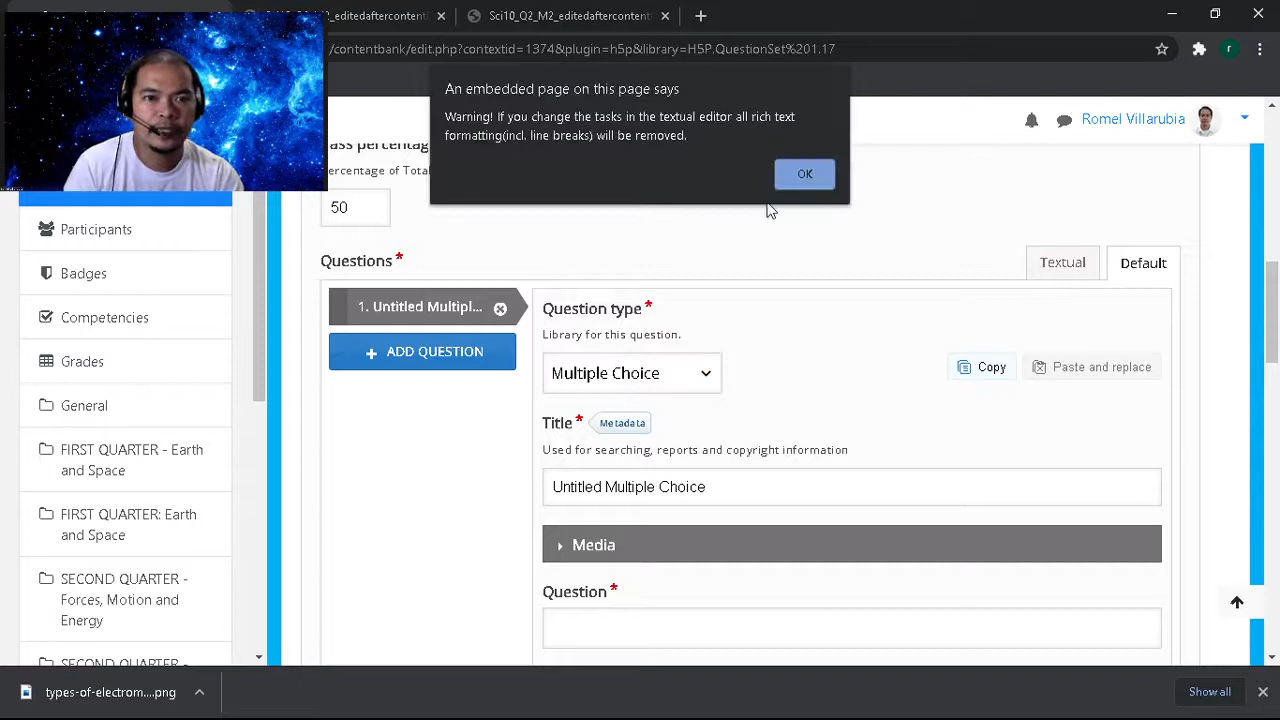 _editedaftercontenti
Sci10_Q2_M2_editedaftercontenti
/contentbank/edit.php?contextid=1374&plugin=h5p&library=H5P.QuestionSet%201.17
r
An embedded page on this page says
Warning! If you change the tasks in the textual editor all rich text
formatting(incl. line breaks) will be removed.
OK
Romel Villarubia
ass percentag
ercentage of Total
50
Participants
Badges
Competencies
Grades
General
FIRST QUARTER - Earth
and Space
FIRST QUARTER: Earth
and Space
SECOND QUARTER -
Forces, Motion and
Energy
SECOND QUARTER -
Questions *
Textual
Default
1. Untitled Multipl...
+ ADD QUESTION
Question type *
Library for this question.
Multiple Choice
Copy
Paste and replace
Title *
Metadata
Used for searching, reports and copyright information
Untitled Multiple Choice
Media
Question *
types-of-electrom....png
Show all